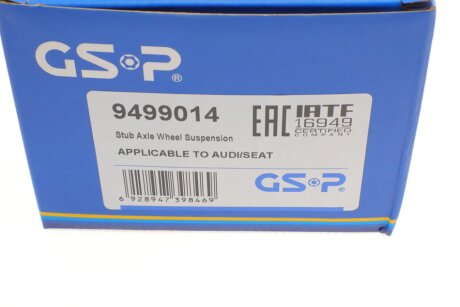 GSP®
9499014
Stub Axle Wheel Suspension
APPLICABLE TO AUDI/SEAT
6 928947 398469
EAC IATF
16949
CERTIFIED
COMPANY
GSP®